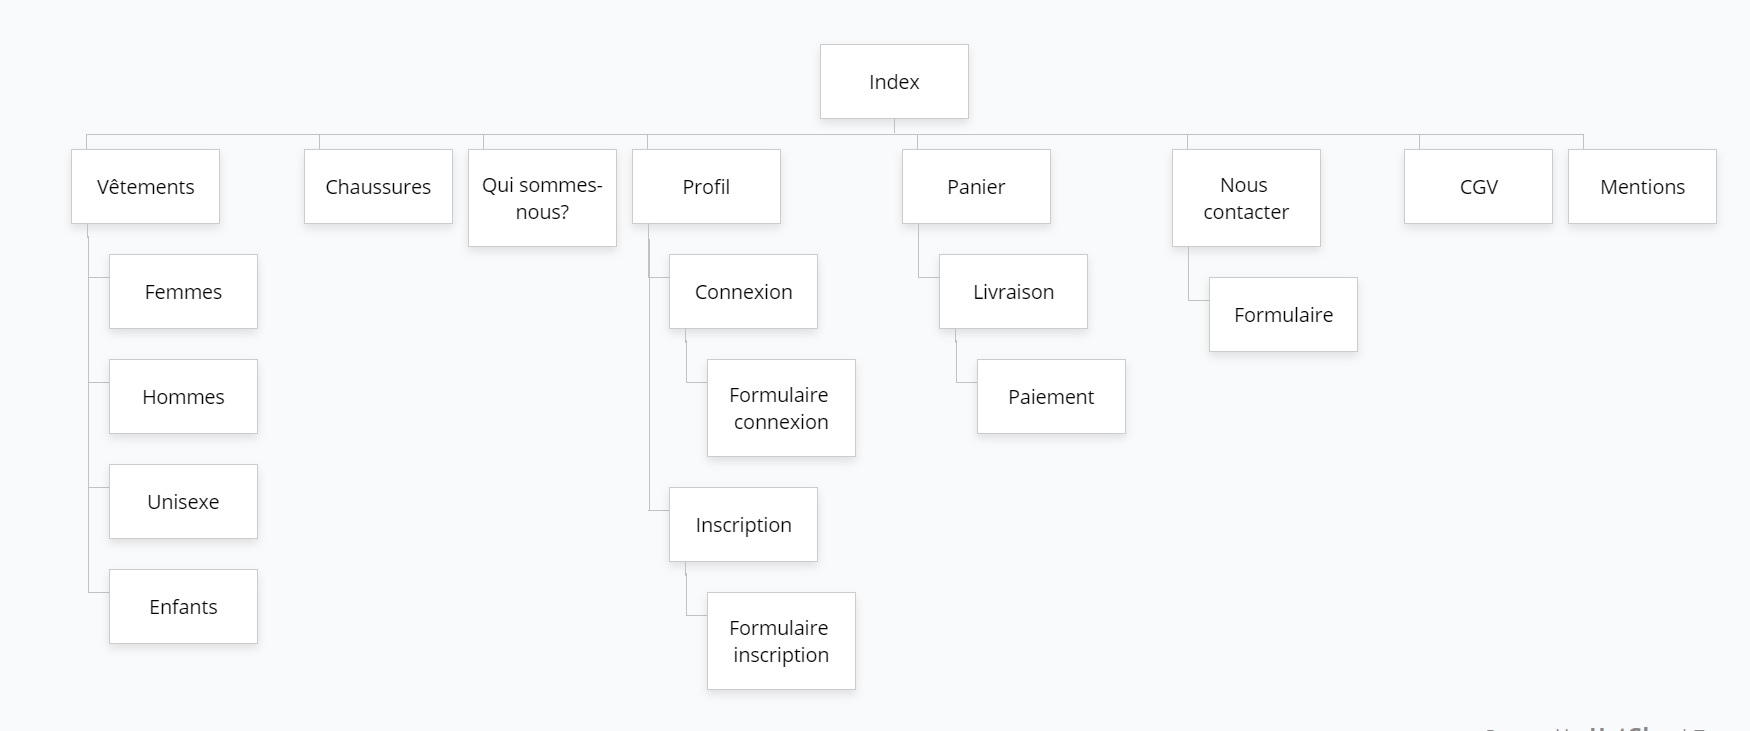 Index
Vêtements
Chaussures
Qui sommes-
nous?
Profil
Panier
Nous
contacter
CGV
Mentions
Femmes
Connexion
Livraison
Formulaire
Hommes
Formulaire
connexion
Paiement
Unisexe
Inscription
Enfants
Formulaire
inscription